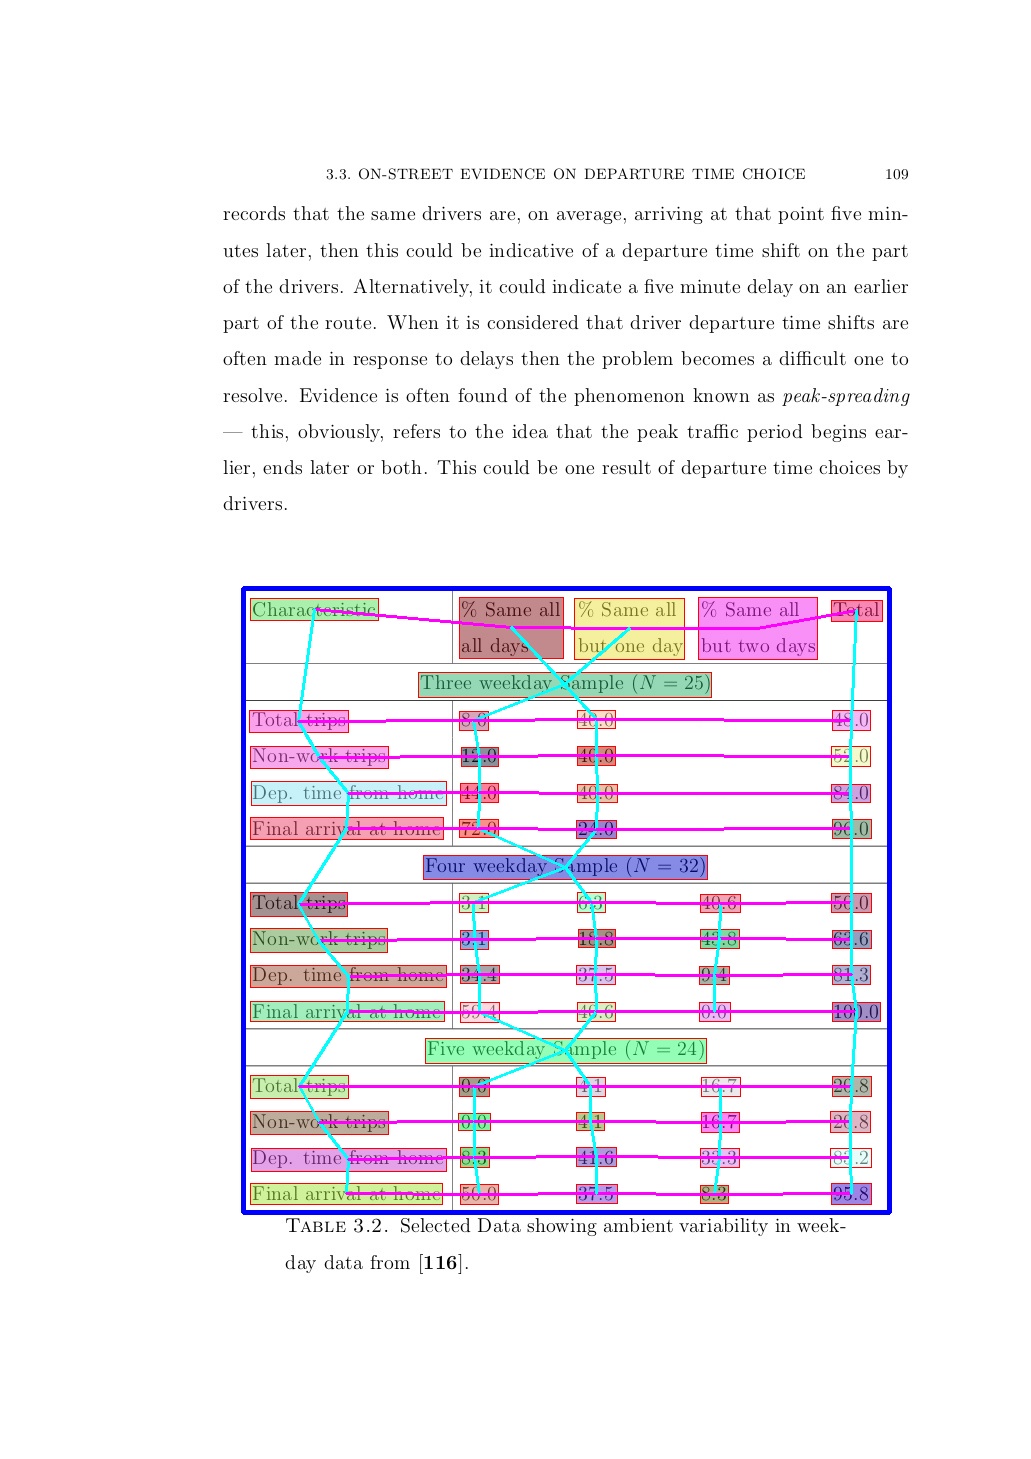 3.3. ON-STREET EVIDENCE ON DEPARTURE TIME CHOICE 109
records that the same drivers are, on average, arriving at that point five min-
utes later, then this could be indicative of a departure time shift on the part
of the drivers. Alternatively, it could indicate a five minute delay on an earlier
part of the route. When it is considered that driver departure time shifts are
often made in response to delays then the problem becomes a difficult one to
resolve. Evidence is often found of the phenomenon known as peak-spreading
— this, obviously, refers to the idea that the peak traffic period begins ear-
lier, ends later or both. This could be one result of departure time choices by
drivers.
Characteristic % Same all % Same all % Same all Total
all days but one day but two days
Three weekday Sample (N = 25)
Total trips 8.0 40.0 48.0
Non-work trips 12.0 40.0 52.0
Dep. time from home 44.0 40.0 84.0
Final arrival at home 72.0 24.0 96.0
Four weekday Sample (N = 32)
Total trips 3.1 6.3 40.6 50.0
Non-work trips 3.1 18.8 43.8
Dep. time from home 34.4 37.5 9.4 81.3
Final arrival at home 59.4 40.6 0.0 100.0
Five weekday Sample (N = 24)
Total trips 0.0 4.1 16.7 20.8
Non-work trips 0.0 4.1 16.7 20.8
Dep. time from home 8.3 41.6 33.3 83.2
Final arrival at home 50.0 37.5 8.3 95.8
TABLE 3.2. Selected Data showing ambient variability in week-
day data from [116].